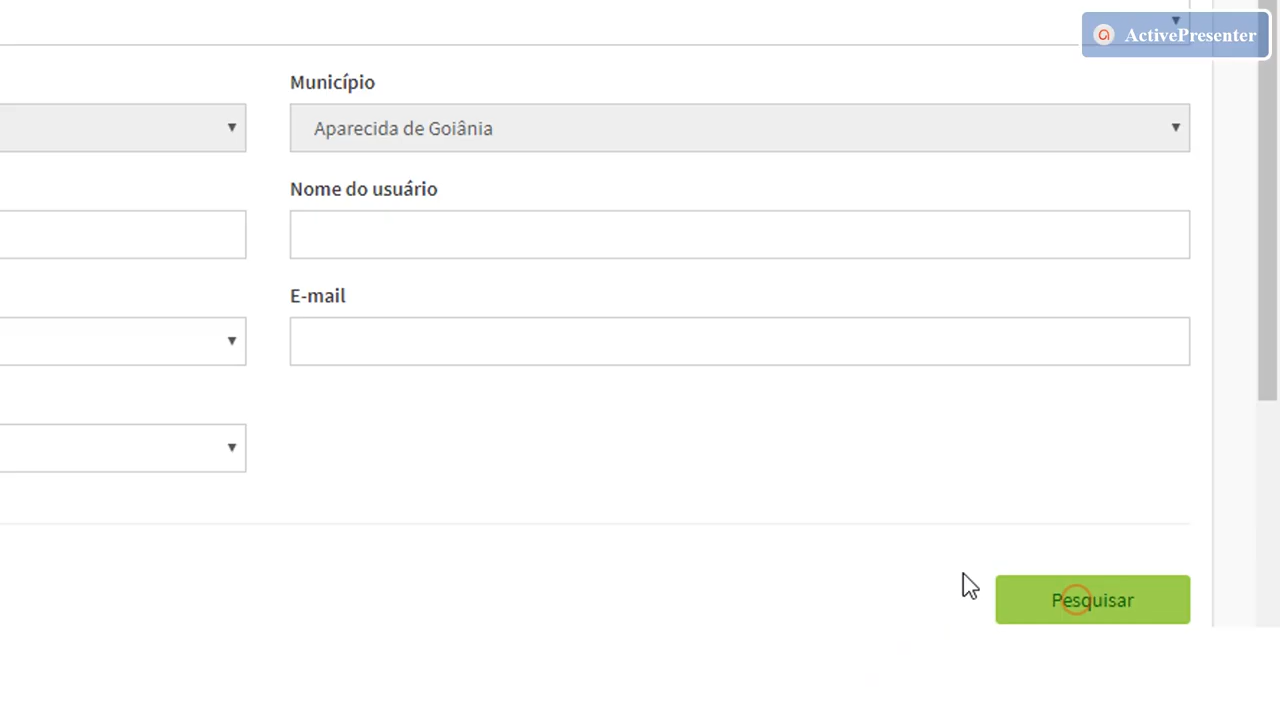 ActivePresenter
Município
Aparecida de Goiânia
Nome do usuário
E-mail
Pesquisar